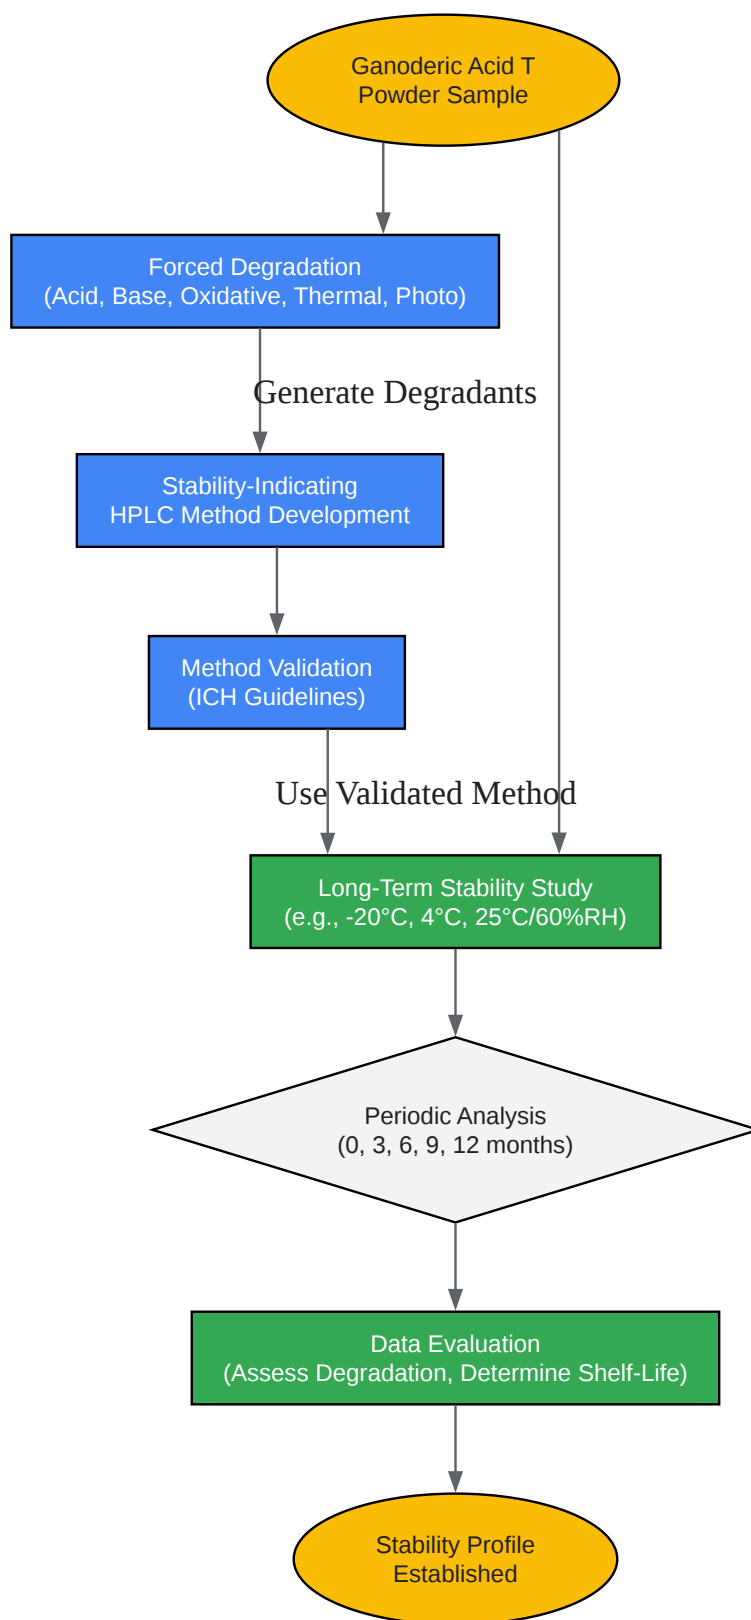 Ganoderic Acid T
Powder Sample
Forced Degradation
(Acid, Base, Oxidative, Thermal, Photo)
Generate Degradants
Stability-Indicating
HPLC Method Development
Method Validation
(ICH Guidelines)
Use Validated Method
Long-Term Stability Study
(e.g., -20°C, 4°C, 25°C/60%RH)
Periodic Analysis
(0, 3, 6, 9, 12 months)
Data Evaluation
(Assess Degradation, Determine Shelf-Life)
Stability Profile
Established